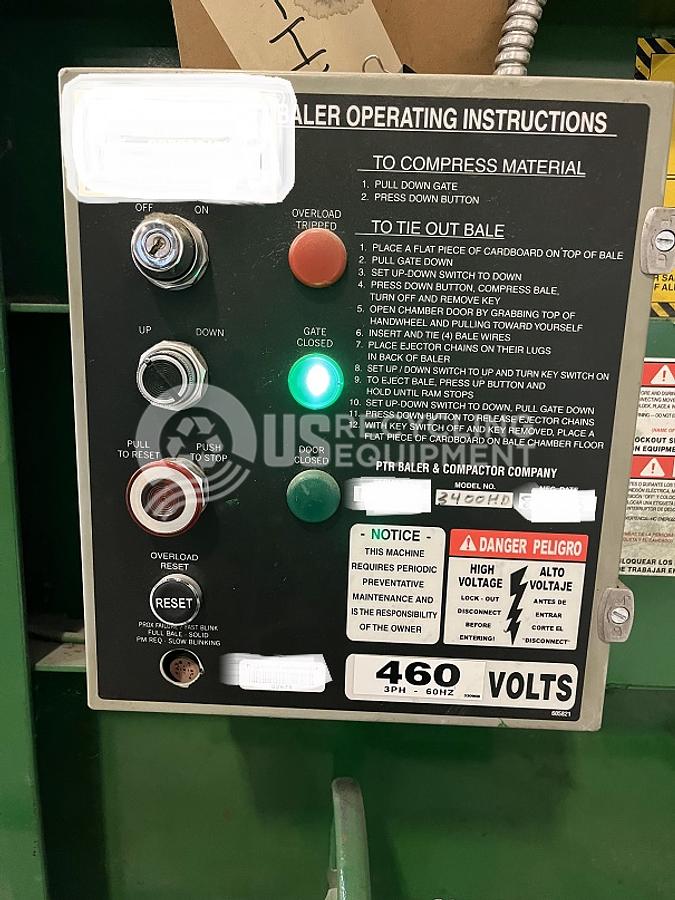 BALER OPERATING INSTRUCTIONS
TO COMPRESS MATERIAL
1. PULL DOWN GATE
2. PRESS DOWN BUTTON
TO TIE OUT BALE
1. PLACE A FLAT PIECE OF CARDBOARD ON TOP OF BALE
2. PULL GATE DOWN
3. SET UP-DOWN SWITCH TO DOWN
4. PRESS DOWN BUTTON, COMPRESS BALE,
TURN OFF AND REMOVE KEY
5. OPEN CHAMBER DOOR BY GRABBING TOP OF
HANDWHEEL AND PULLING TOWARD YOURSELF
6. INSERT AND TIE (4) BALE WIRES
7. PLACE EJECTOR CHAINS ON THEIR LUGS
IN BACK OF BALER
8. SET UP / DOWN SWITCH TO UP AND TURN KEY SWITCH ON
9. TO EJECT BALE, PRESS UP BUTTON AND
HOLD UNTIL RAM STOPS
10. SET UP-DOWN SWITCH TO DOWN, PULL GATE DOWN
11. PRESS DOWN BUTTON TO RELEASE EJECTOR CHAINS
12. WITH KEY SWITCH OFF AND KEY REMOVED, PLACE A
FLAT PIECE OF CARDBOARD ON BALE CHAMBER FLOOR
PTR BALER & COMPACTOR COMPANY
MODEL NO. MFG. DATE
3400HD
OFF ON
OVERLOAD
TRIPPED
UP DOWN
GATE
CLOSED
PULL
TO RESET
PUSH
TO STOP
DOOR
CLOSED
OVERLOAD
RESET
RESET
PROX FAILURE / FAST BLINK
FULL BALE - SOLID
PM REQ - SLOW BLINKING
- NOTICE -
THIS MACHINE
REQUIRES PERIODIC
PREVENTATIVE
MAINTENANCE AND
IS THE RESPONSIBILITY
OF THE OWNER
DANGER PELIGRO
HIGH
VOLTAGE
LOCK - OUT
DISCONNECT
BEFORE
ENTERING!
ALTO
VOLTAJE
ANTES DE
ENTRAR
CORTE EL
"DISCONNECT"
460
3PH - 60HZ
VOLTS
605821
US RECYCLING
EQUIPMENT